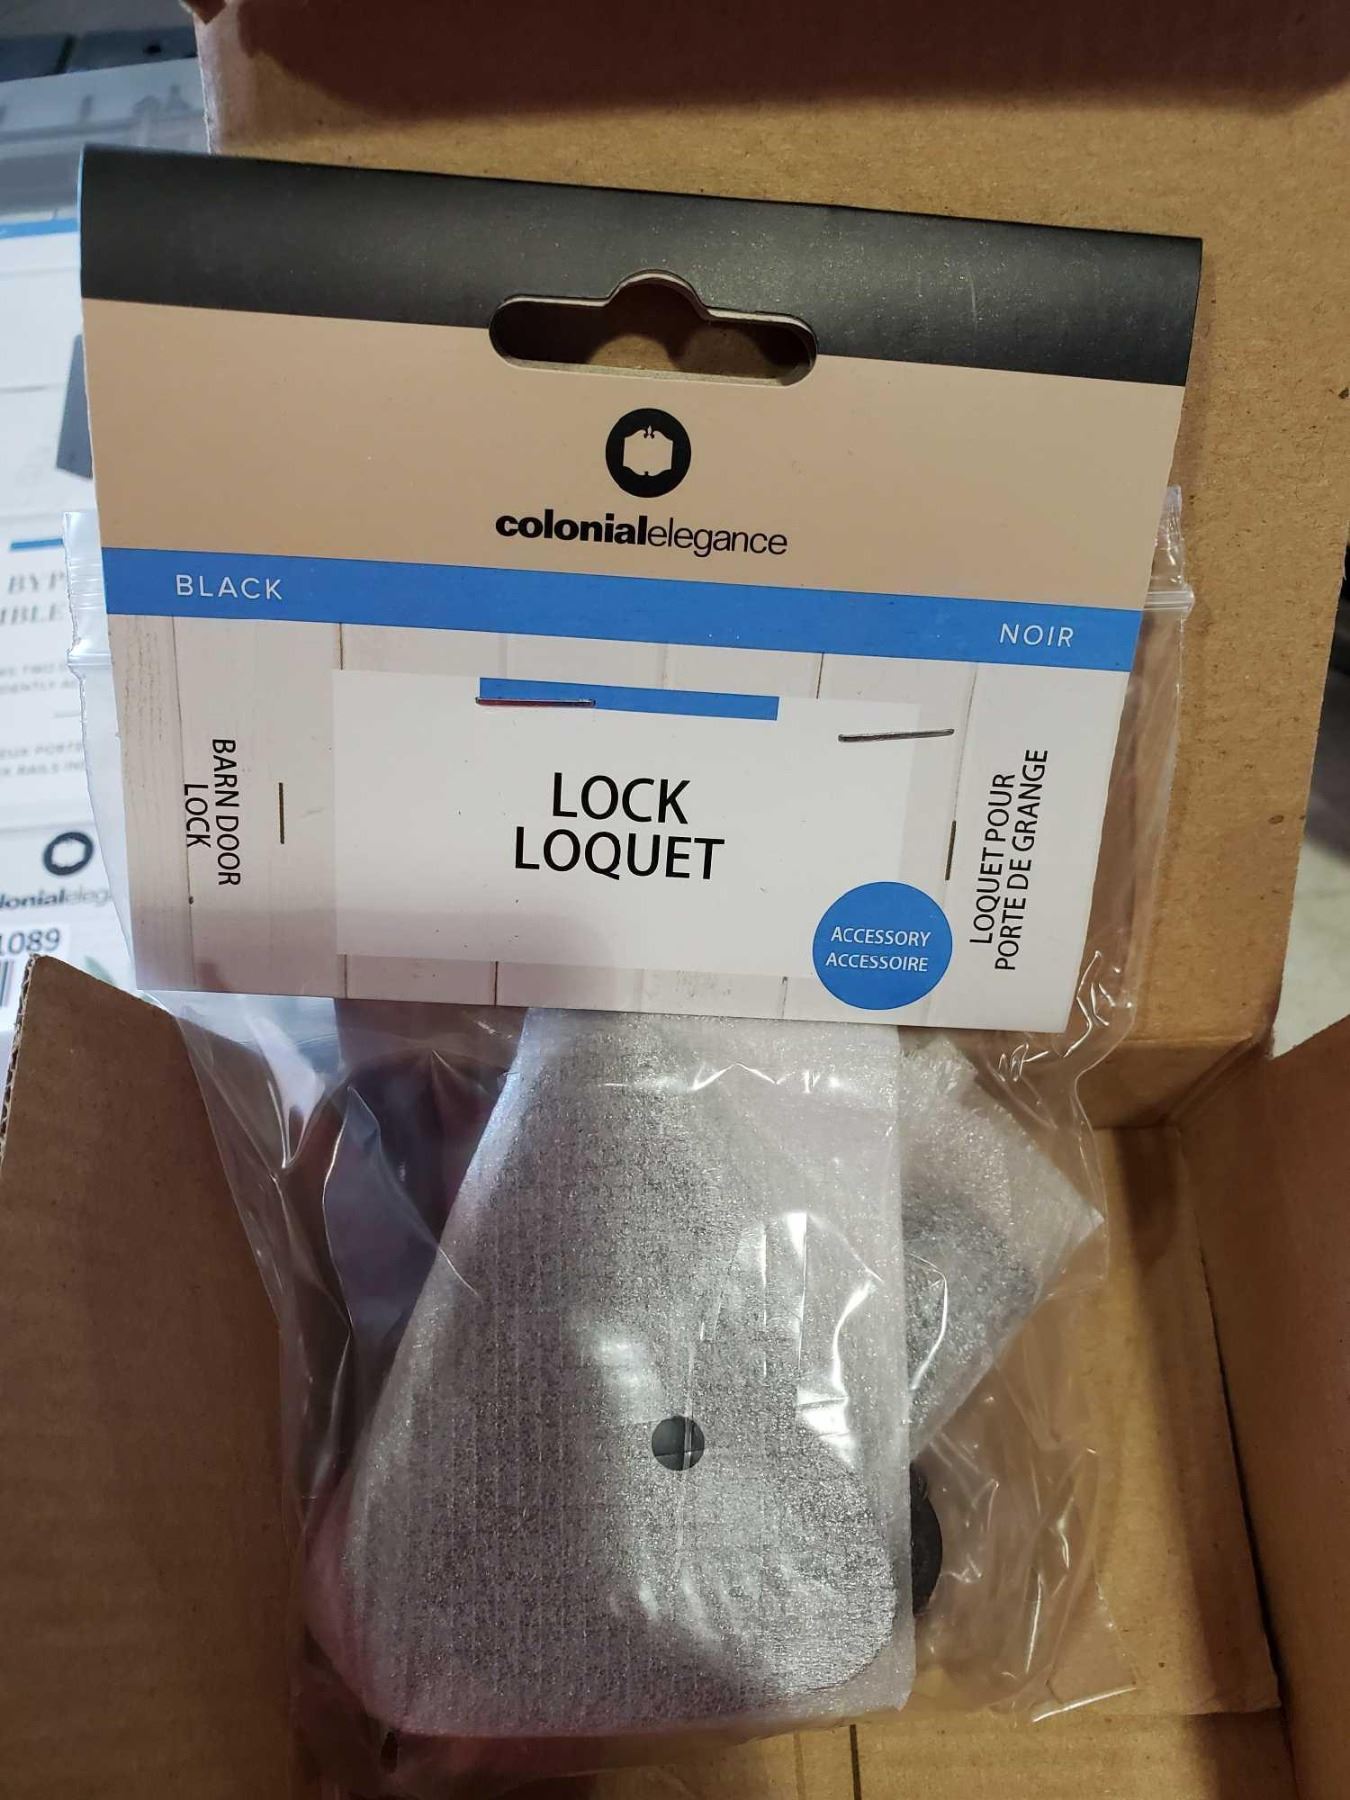 colonialelegance
BLACK
NOIR
BARN DOOR
LOCK
LOCK
LOQUET
LOQUET POUR
PORTE DE GRANGE
ACCESSORY
ACCESSOIRE
1089